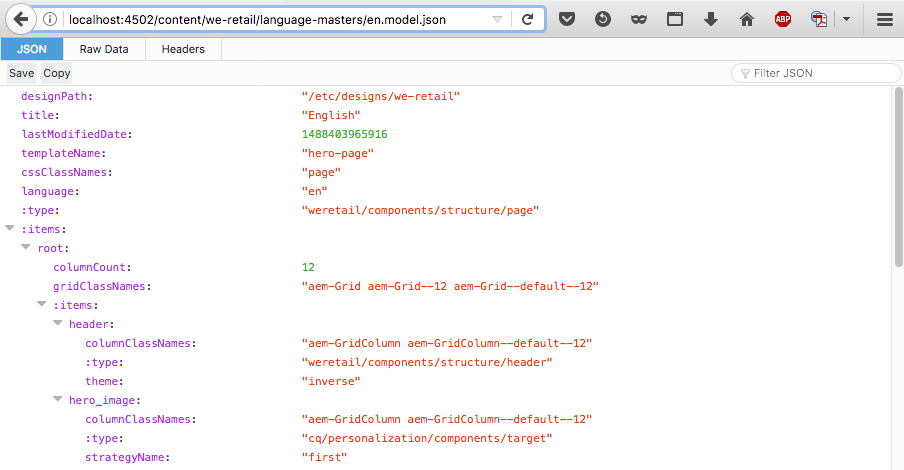 localhost:4502/content/we-retail/language-masters/en.model.json ABP
JSON Raw Data Headers
Save Copy Filter JSON
designPath: "/etc/designs/we-retail"
title: "English"
lastModifiedDate: 1488403965916
templateName: "hero-page"
cssClassNames: "page"
language: "en"
:type: "weretail/components/structure/page"
:items:
root:
columnCount: 12
gridClassNames: "aem-Grid aem-Grid--12 aem-Grid--default--12"
:items:
header:
columnClassNames: "aem-GridColumn aem-GridColumn--default--12"
:type: "weretail/components/structure/header"
theme: "inverse"
hero_image:
columnClassNames: "aem-GridColumn aem-GridColumn--default--12"
:type: "cq/personalization/components/target"
strategyName: "first"